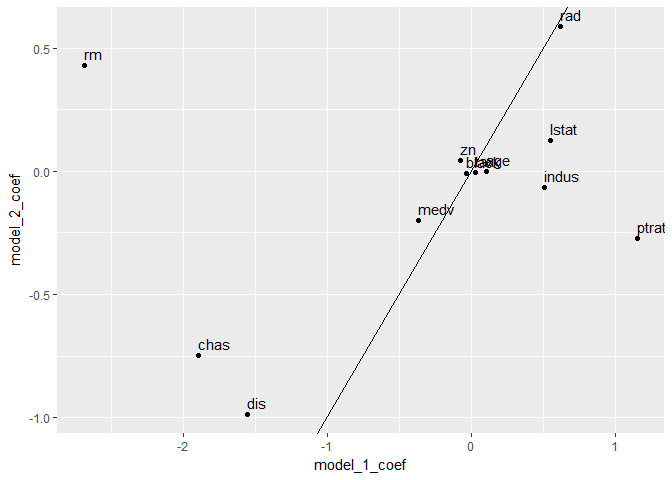 rad
0.5
rm
lstat
zn
age
0.0
indus
medv
ptrat
model_2_coef
-0.5
chas
dis
-1.0
-2
-1
0
1
model_1_coef